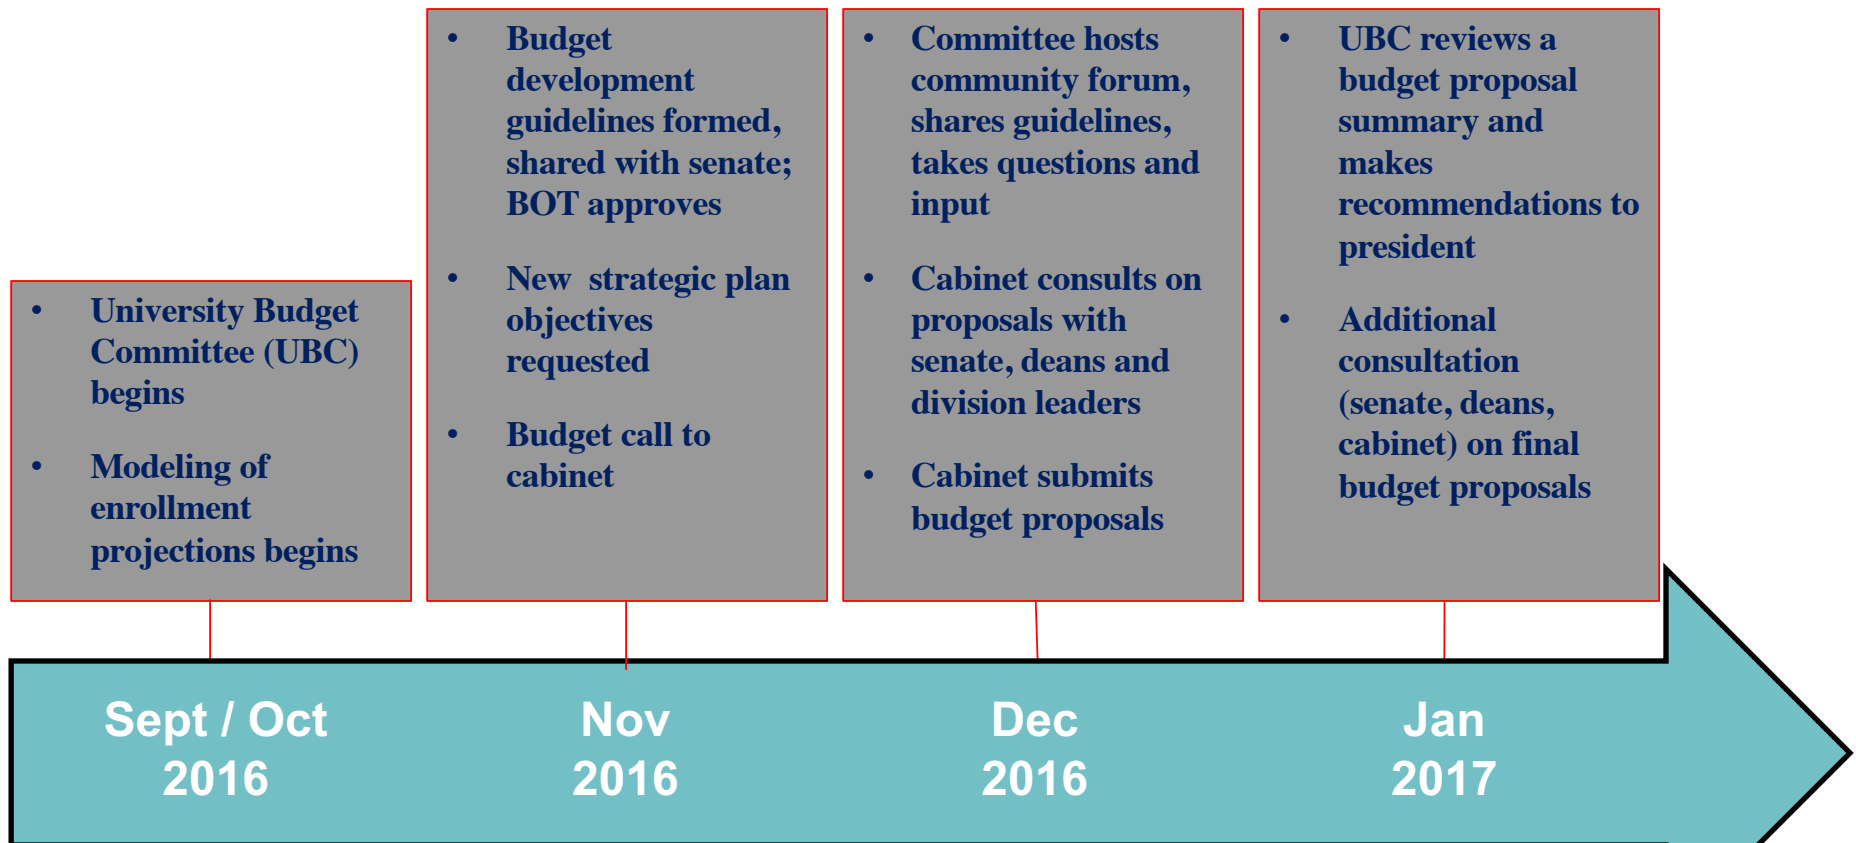 • University Budget
Committee (UBC)
begins
• Modeling of
enrollment
projections begins
• Budget
development
guidelines formed,
shared with senate;
BOT approves
• New  strategic plan
objectives
requested
• Budget call to
cabinet
• Committee hosts
community forum,
shares guidelines,
takes questions and
input
• Cabinet consults on
proposals with
senate, deans and
division leaders
• Cabinet submits
budget proposals
• UBC reviews a
budget proposal
summary and
makes
recommendations to
president
• Additional
consultation
(senate, deans,
cabinet) on final
budget proposals
Sept / Oct
2016
Nov
2016
Dec
2016
Jan
2017